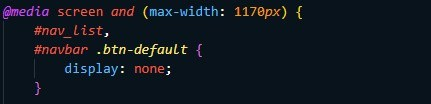 @media screen and (max-width: 1170px) {
    #nav_list,
    #navbar .btn-default {
        display: none;
    }